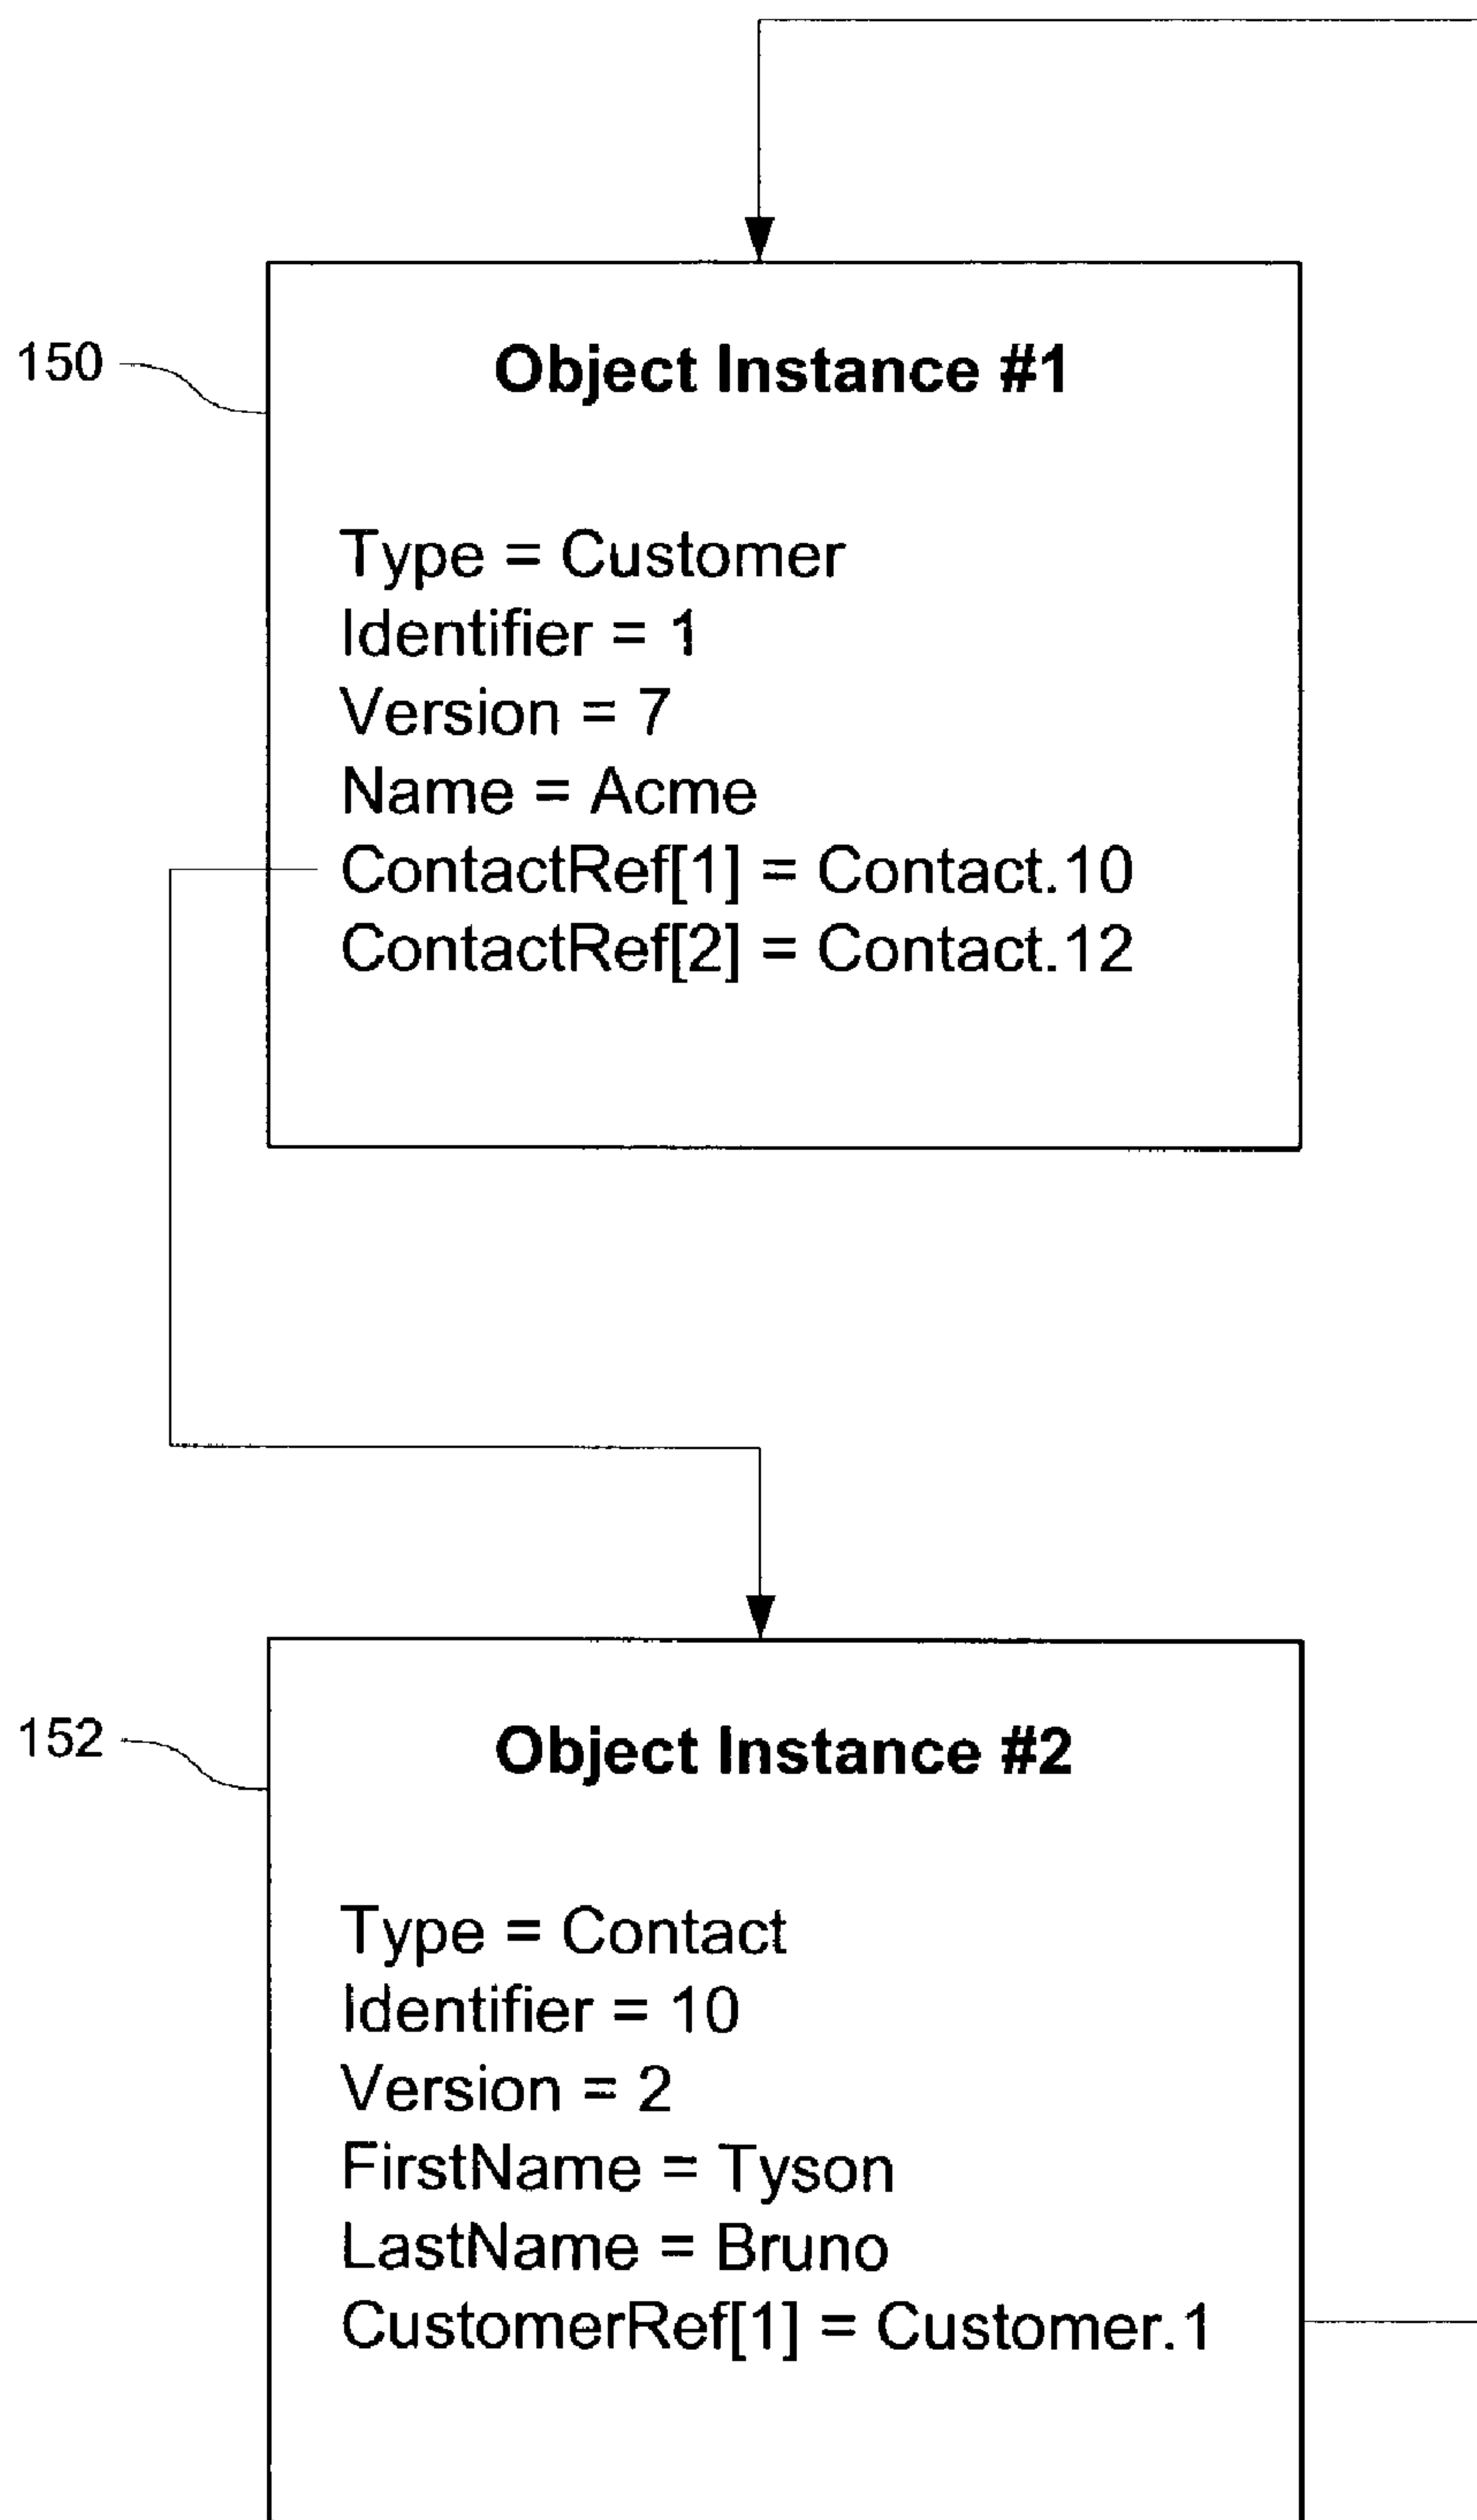 150
Object Instance #1
Type = Customer
Identifier = 1
Version = 7
Name = Acme
ContactRef[1] = Contact.10
ContactRef[2] = Contact.12
152
Object Instance #2
Type = Contact
Identifier = 10
Version = 2
FirstName = Tyson
LastName = Bruno
CustomerRef[1] = Customer.1